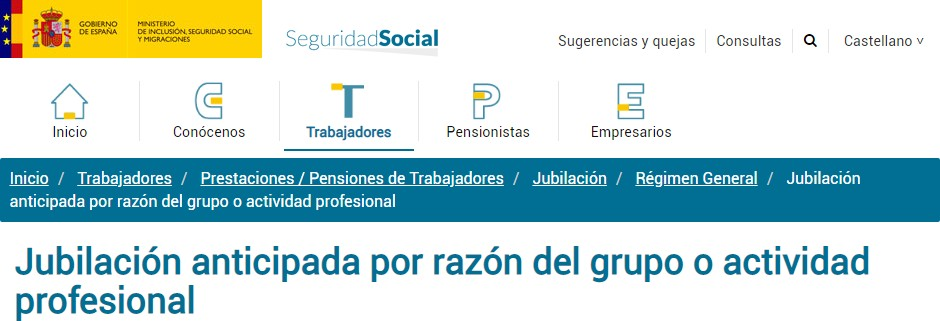 GOBIERNO
DE ESPAÑA
MINISTERIO
DE INCLUSIÓN, SEGURIDAD SOCIAL
Y MIGRACIONES
SeguridadSocial
Sugerencias y quejas
Consultas
Castellano
Inicio
Conócenos
Trabajadores
Pensionistas
Empresarios
Inicio / Trabajadores / Prestaciones / Pensiones de Trabajadores / Jubilación / Régimen General / Jubilación
anticipada por razón del grupo o actividad profesional
Jubilación anticipada por razón del grupo o actividad
profesional